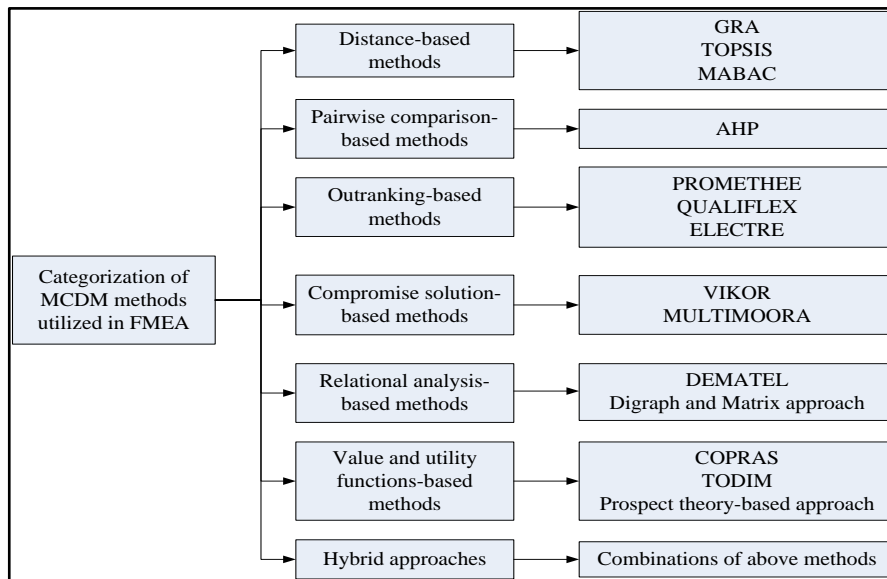 Categorization of
MCDM methods
utilized in FMEA
Distance-based
methods
GRA
TOPSIS
MABAC
Pairwise comparison-
based methods
AHP
Outranking-based
methods
PROMETHEE
QUALIFLEX
ELECTRE
Compromise solution-
based methods
VIKOR
MULTIMOORA
Relational analysis-
based methods
DEMATEL
Digraph and Matrix approach
Value and utility
functions-based
methods
COPRAS
TODIM
Prospect theory-based approach
Hybrid approaches
Combinations of above methods